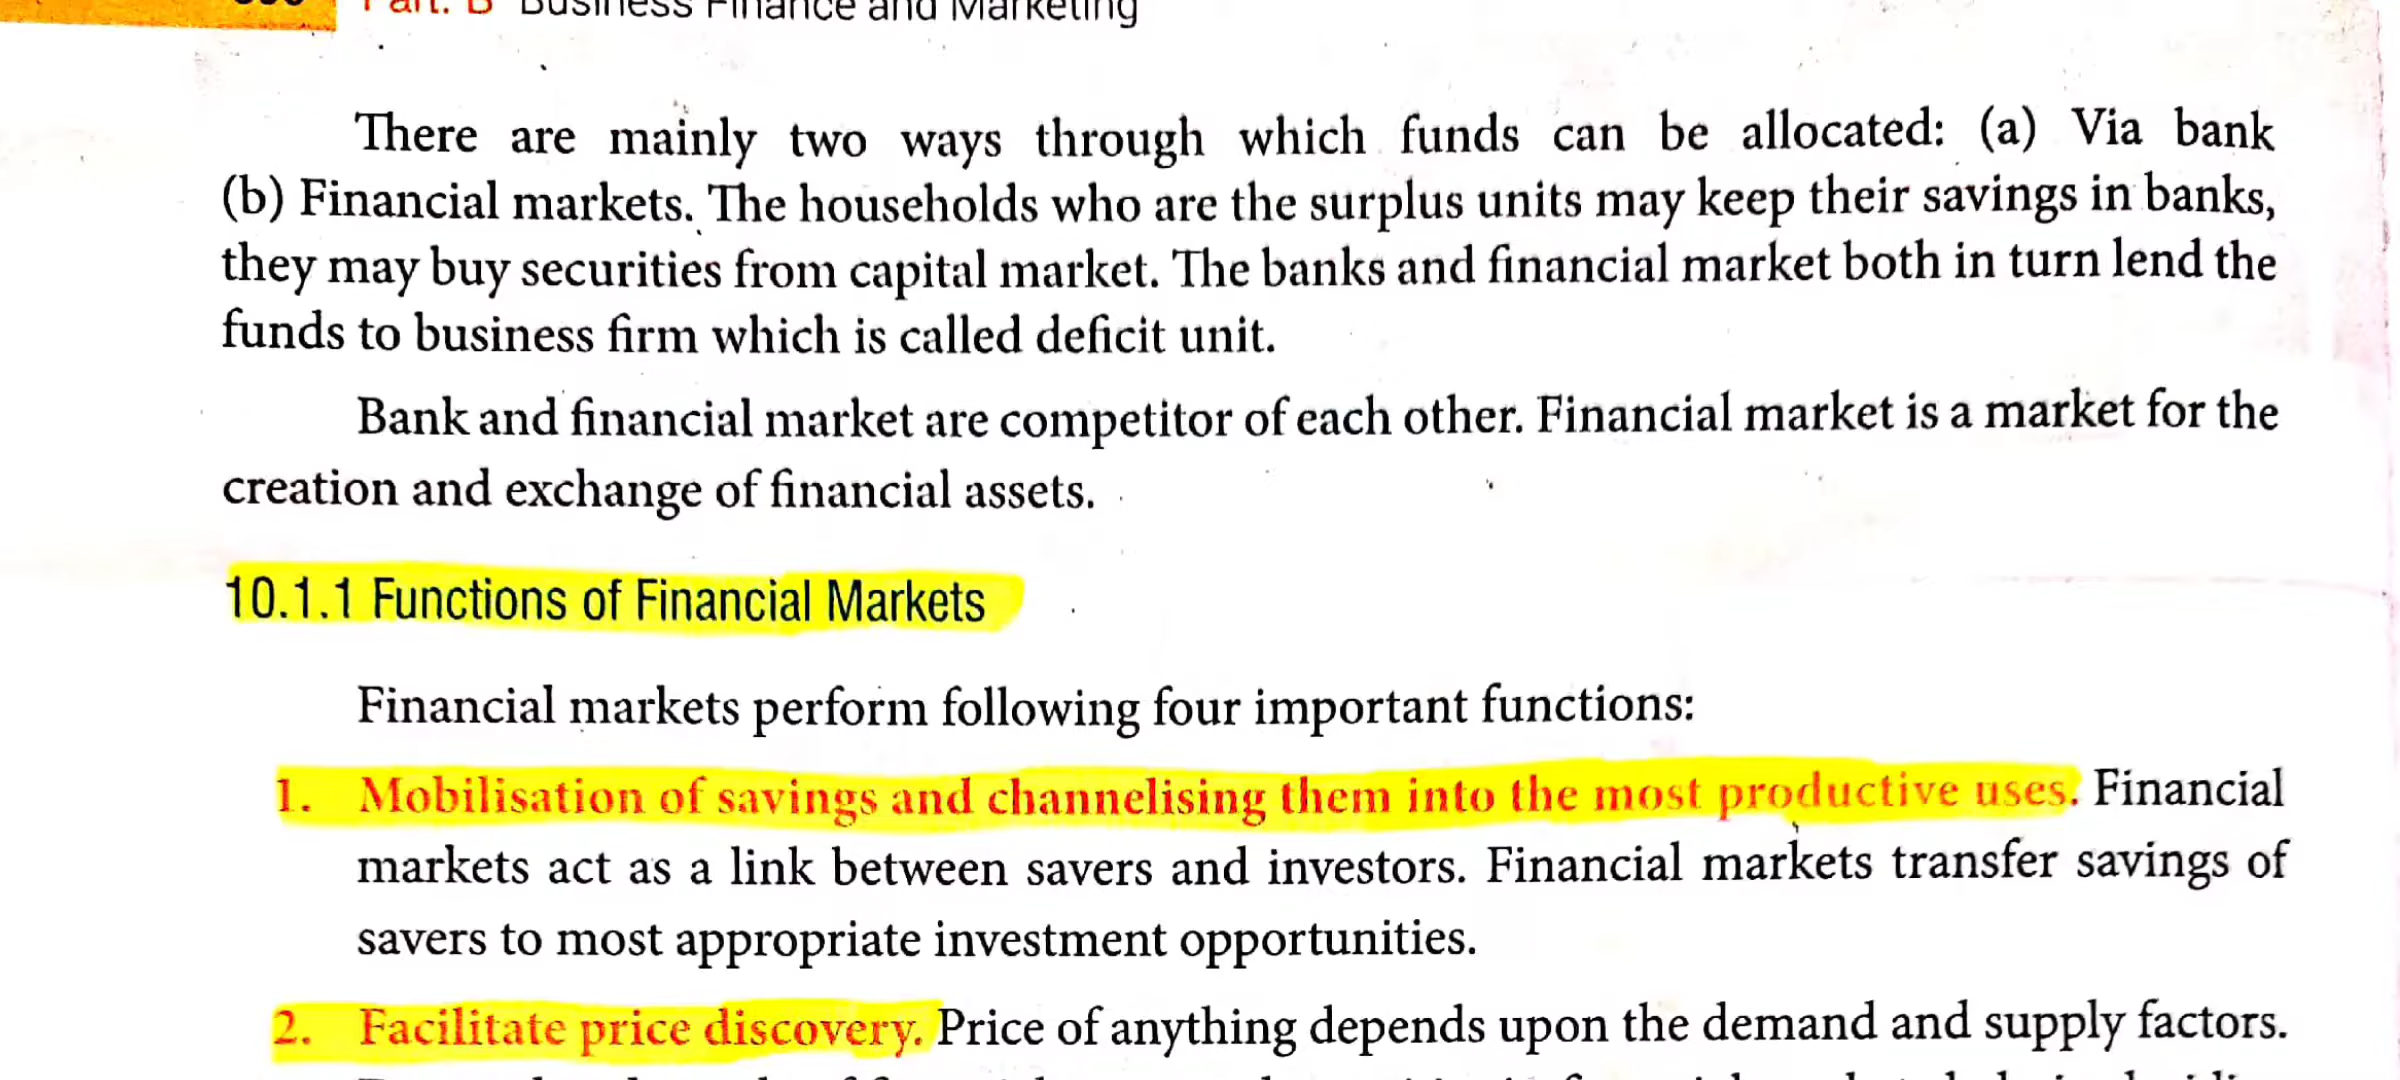 Part. B Business Finance and Marketing
There are mainly two ways through which funds can be allocated: (a) Via bank
(b) Financial markets. The households who are the surplus units may keep their savings in banks,
they may buy securities from capital market. The banks and financial market both in turn lend the
funds to business firm which is called deficit unit.
Bank and financial market are competitor of each other. Financial market is a market for the
creation and exchange of financial assets.
10.1.1 Functions of Financial Markets
Financial markets perform following four important functions:
1. Mobilisation of savings and channelising them into the most productive uses. Financial
markets act as a link between savers and investors. Financial markets transfer savings of
savers to most appropriate investment opportunities.
2. Facilitate price discovery. Price of anything depends upon the demand and supply factors.